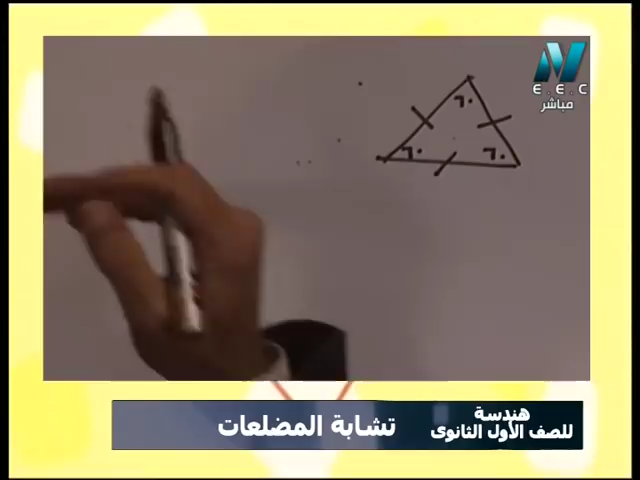 E.E.C
مباشر
٦٠
٦٠
٦٠
هندسة
للصف الأول الثانوى
تشابة المضلعات